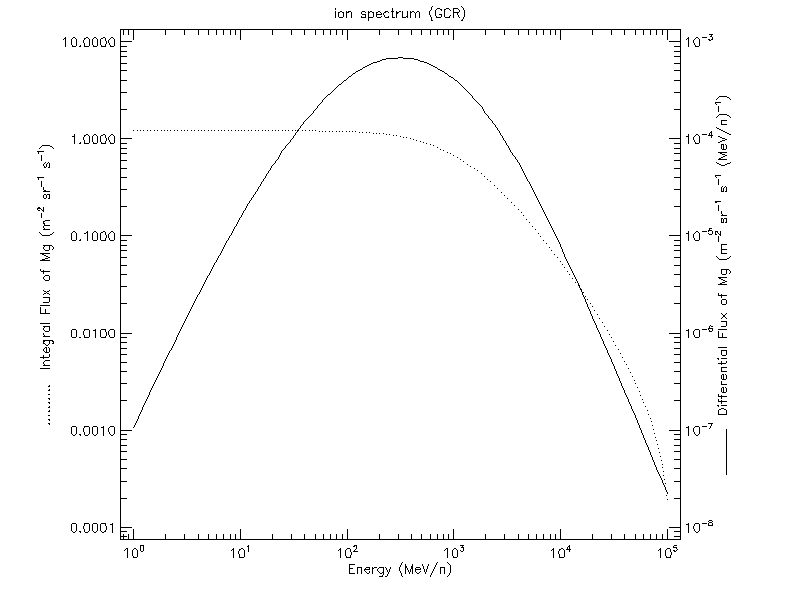 ion spectrum (GCR)
10.0000
1.0000
0.1000
0.0100
0.0010
0.0001
Integral Flux of Mg (m⁻² sr⁻¹ s⁻¹)
10⁻³
10⁻⁴
10⁻⁵
10⁻⁶
10⁻⁷
10⁻⁸
Differential Flux of Mg (m⁻² sr⁻¹ s⁻¹ (MeV/n)⁻¹)
10⁰ 10¹ 10² 10³ 10⁴ 10⁵
Energy (MeV/n)